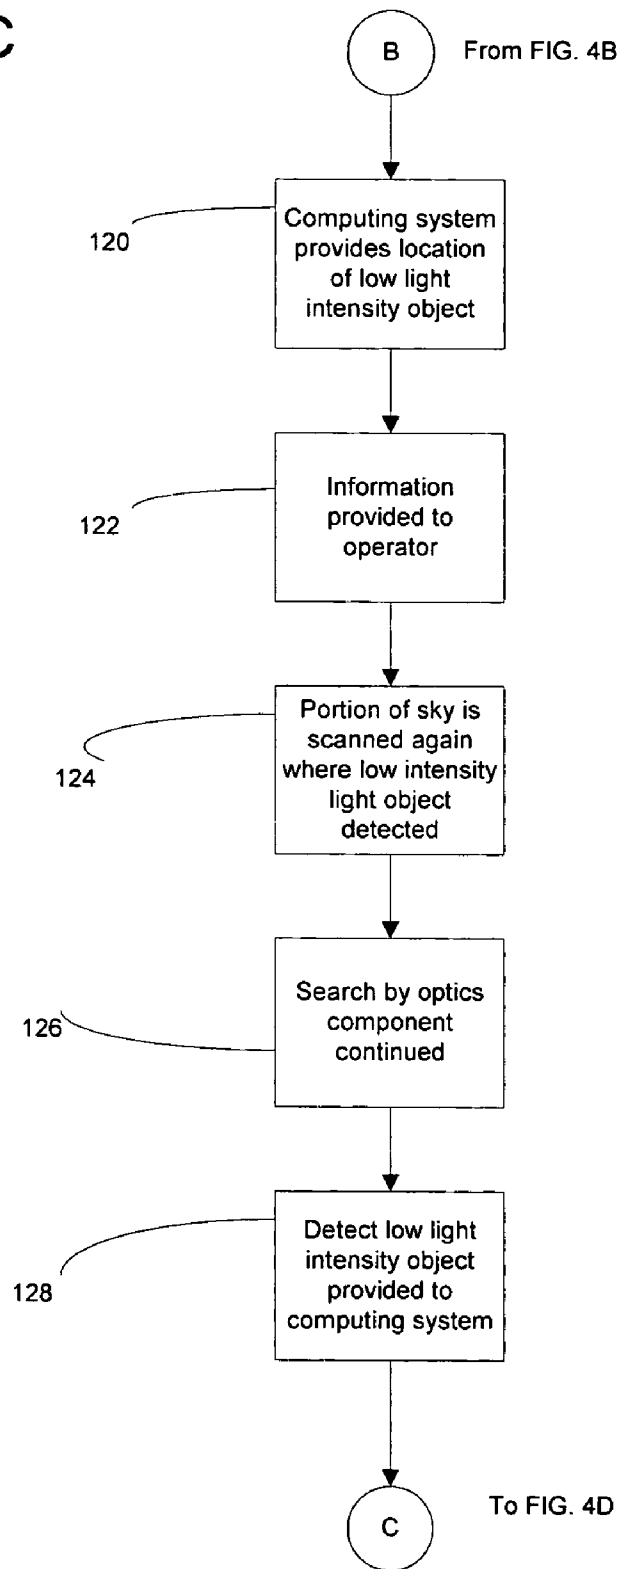 C
B
From FIG. 4B
120
Computing system
provides location
of low light
intensity object
122
Information
provided to
operator
124
Portion of sky is
scanned again
where low intensity
light object
detected
126
Search by optics
component
continued
128
Detect low light
intensity object
provided to
computing system
To FIG. 4D
C